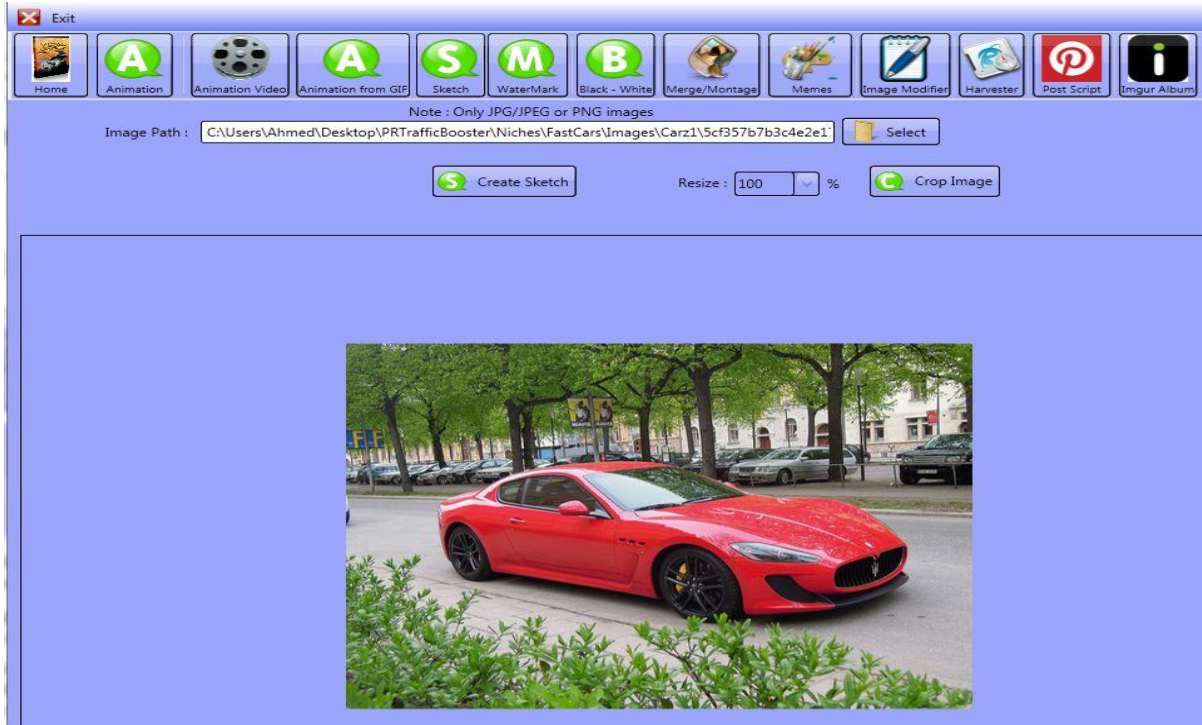 Exit
Home Animation Animation Video Animation from GIF Sketch WaterMark Black - White Merge/Montage Memes Image Modifier Harvester Post Script Imgur Album
Note : Only JPG/JPEG or PNG images
Image Path : C:\Users\Ahmed\Desktop\PRTrafficBooster\Niches\FastCars\Images\Carz1\5cf357b7b3c4e2e1 Select
Create Sketch Resize : 100 % Crop Image